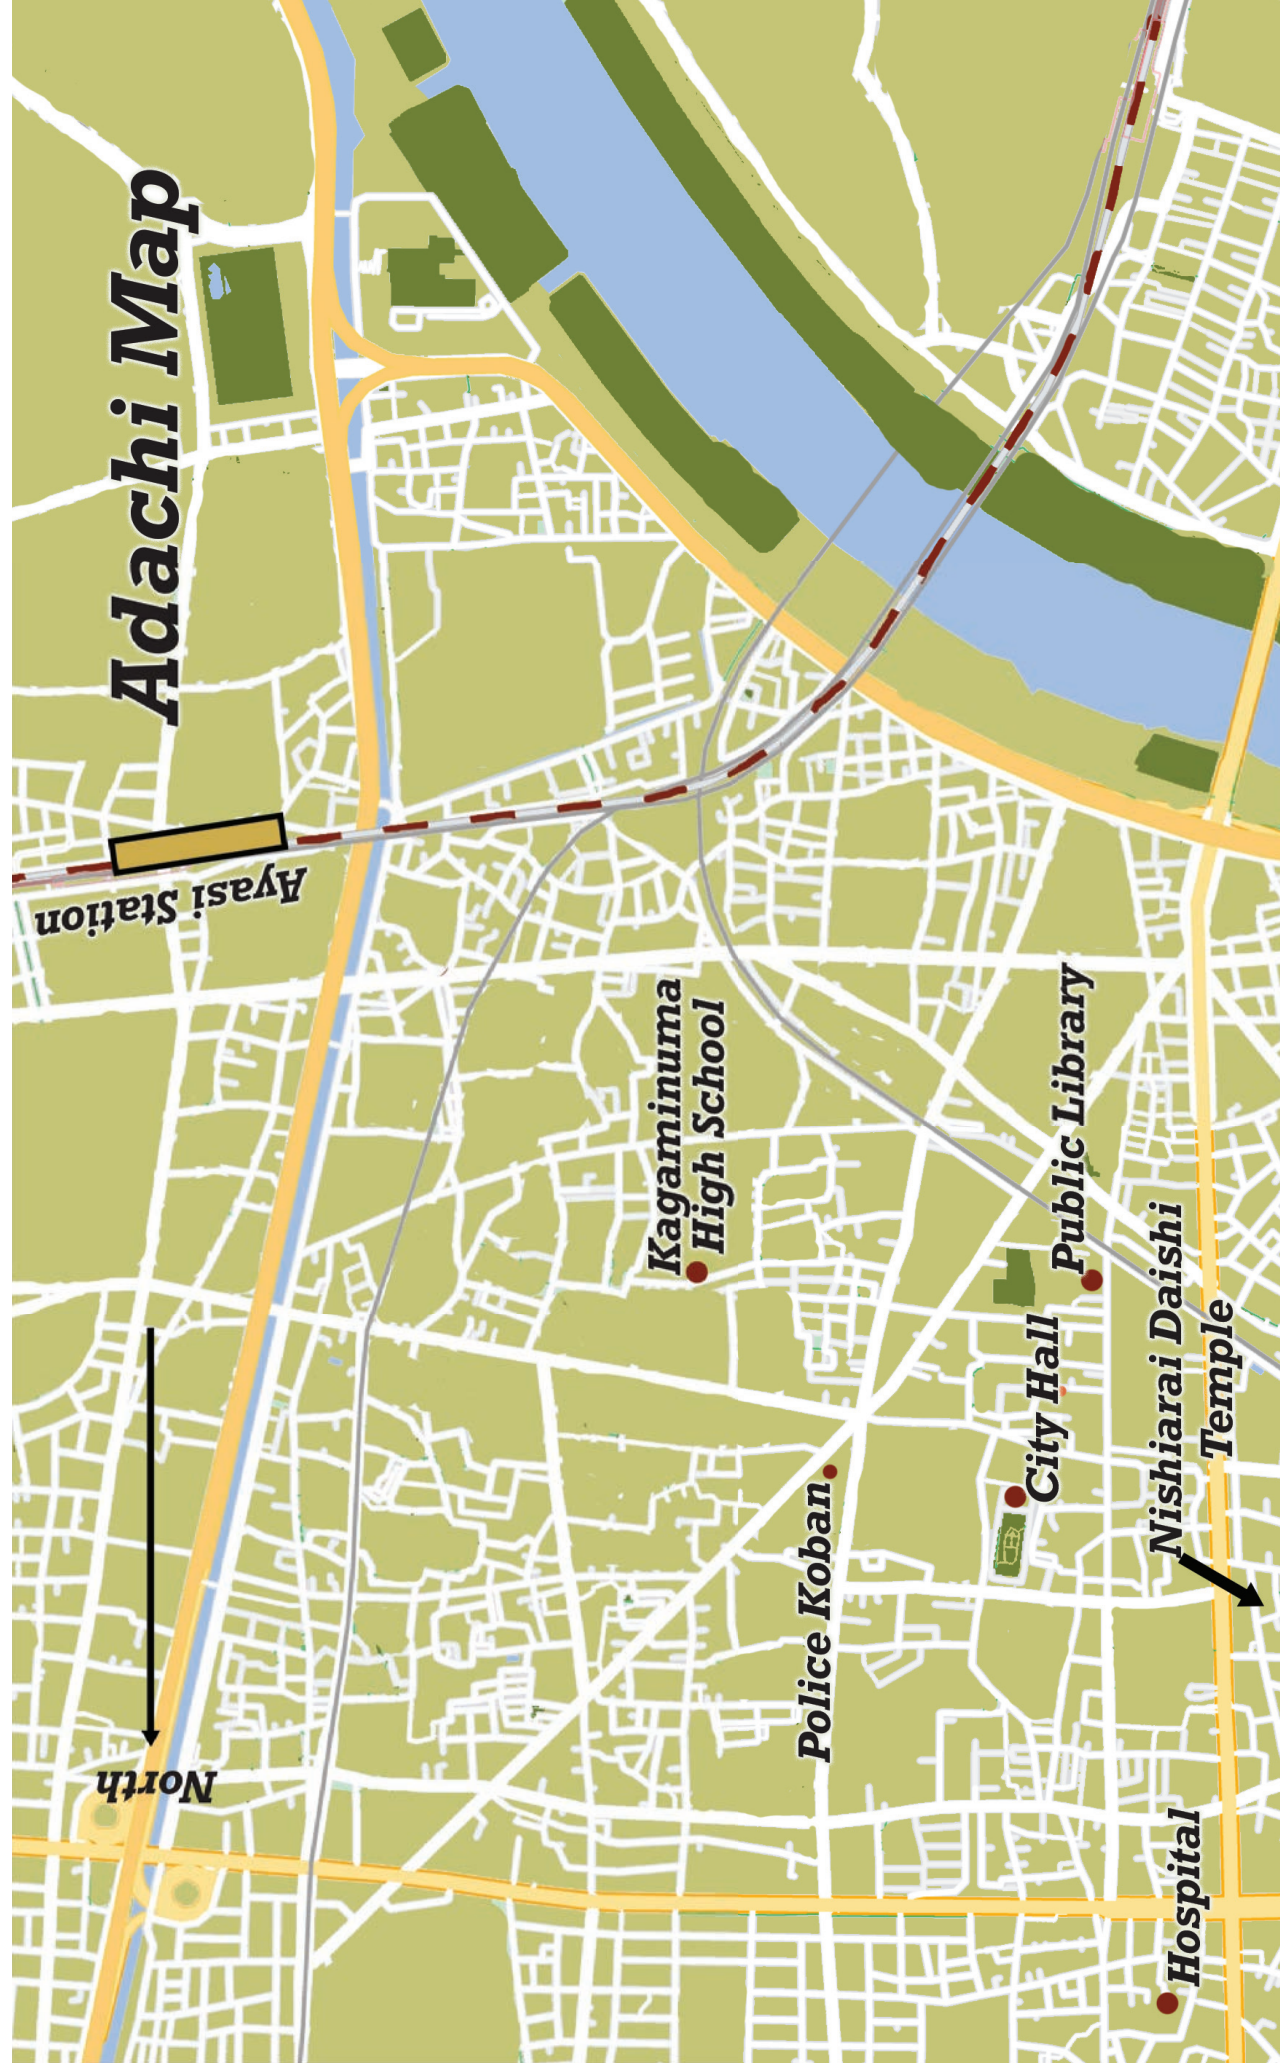 Adachi Map
Ayasi Station
Kagaminuma
High School
Public Library
City Hall
Nishiarai Daishi
Temple
Police Koban
North
Hospital